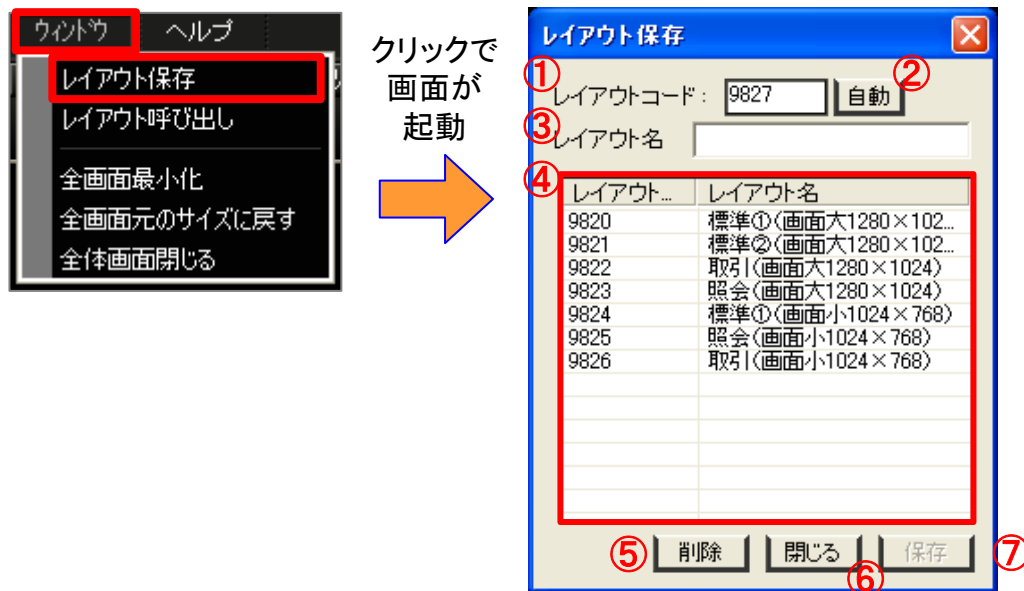 ウィンドウ ヘルプ
レイアウト保存
レイアウト呼び出し
全画面最小化
全画面元のサイズに戻す
全体画面閉じる
クリックで
画面が
起動
レイアウト保存
①
レイアウトコード: 9827 自動 ②
③
レイアウト名
④
レイアウト... レイアウト名
9820 標準①(画面大1280×102...
9821 標準②(画面大1280×102...
9822 取引(画面大1280×1024)
9823 照会(画面大1280×1024)
9824 標準①(画面小1024×768)
9825 照会(画面小1024×768)
9826 取引(画面小1024×768)
⑤ 削除 閉じる 保存 ⑦
⑥